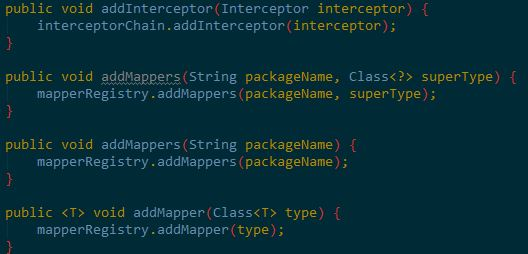 public void addInterceptor(Interceptor interceptor) {
    interceptorChain.addInterceptor(interceptor);
}
public void addMappers(String packageName, Class<?> superType) {
    mapperRegistry.addMappers(packageName, superType);
}
public void addMappers(String packageName) {
    mapperRegistry.addMappers(packageName);
}
public <T> void addMapper(Class<T> type) {
    mapperRegistry.addMapper(type);
}